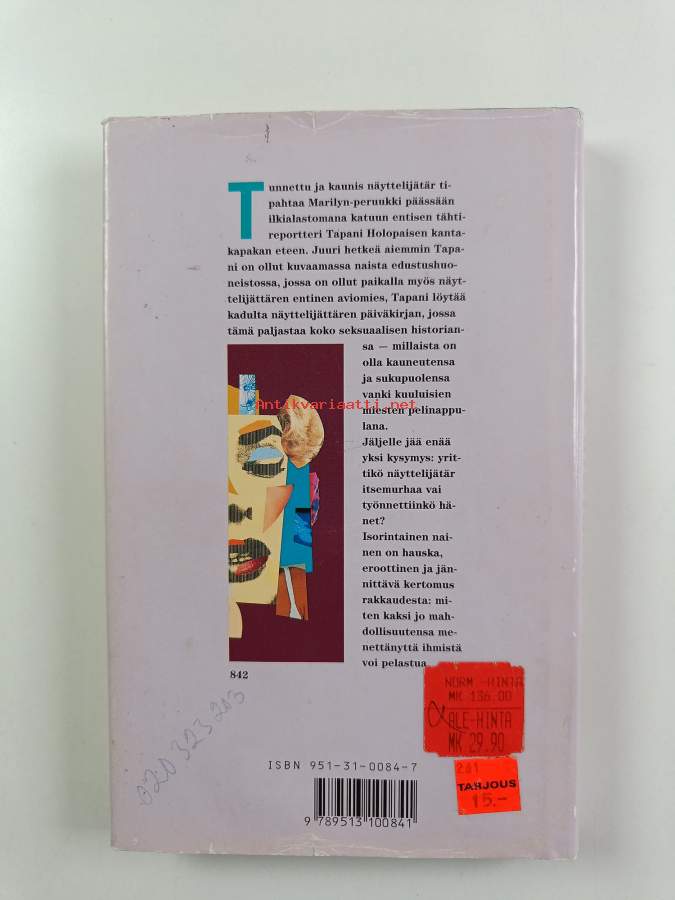 Tunnettu ja kaunis näyttelijätär ti-
pahtaa Marilyn-peruukki päässään
ilkialastomana katuun entisen tähti-
reportteri Tapani Holopaisen kanta-
kapakan eteen. Juuri hetkeä aiemmin Tapa-
ni on ollut kuvaamassa naista edustushuo-
neistossa, jossa on ollut paikalla myös näyt-
telijättären entinen aviomies, Tapani löytää
kadulta näyttelijättären päiväkirjan, jossa
tämä paljastaa koko seksuaalisen historian-
sa — millaista on
olla kauneutensa
ja sukupuolensa
vanki kuuluisien
miesten pelinappu-
lana.
Jäljelle jää enää
yksi kysymys: yrit-
tikö näyttelijätär
itsemurhaa vai
työnnettiinkö hä-
net?
Isorintainen nai-
nen on hauska,
eroottinen ja jän-
nittävä kertomus
rakkaudesta: mi-
ten kaksi jo mah-
dollisuutensa me-
nettänyttä ihmistä
voi pelastua
Antikvariaatti.net
842
020323203
NORM.-HINTA
MK 136.00
ALE-HINTA
MK 29.90
281
TARJOUS
15.-
ISBN 951-31-0084-7
9 789513 100841